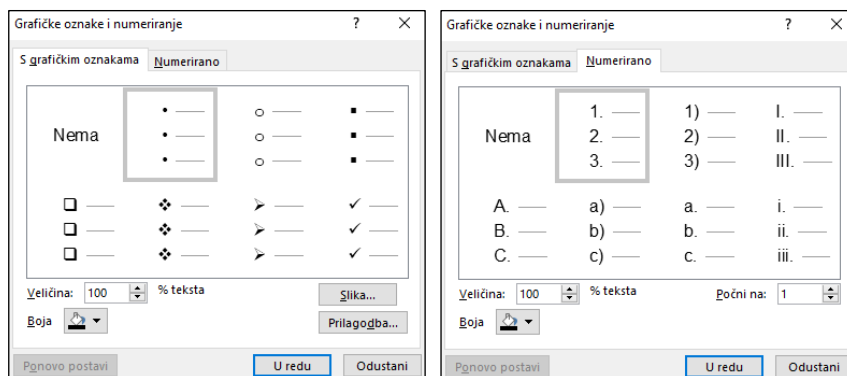 Grafičke oznake i numeriranje ? ×
S grafičkim oznakama Numerirano
Nema
Veličina: 100 % teksta Slika...
Boja Prilagodba...
Ponovo postavi U redu Odustani
Grafičke oznake i numeriranje ? ×
S grafičkim oznakama Numerirano
1. 1) I.
Nema 2. 2) II.
3. 3) III.
A. a) a. i.
B. b) b. ii.
C. c) c. iii.
Veličina: 100 % teksta Počni na: 1
Boja
Ponovo postavi U redu Odustani